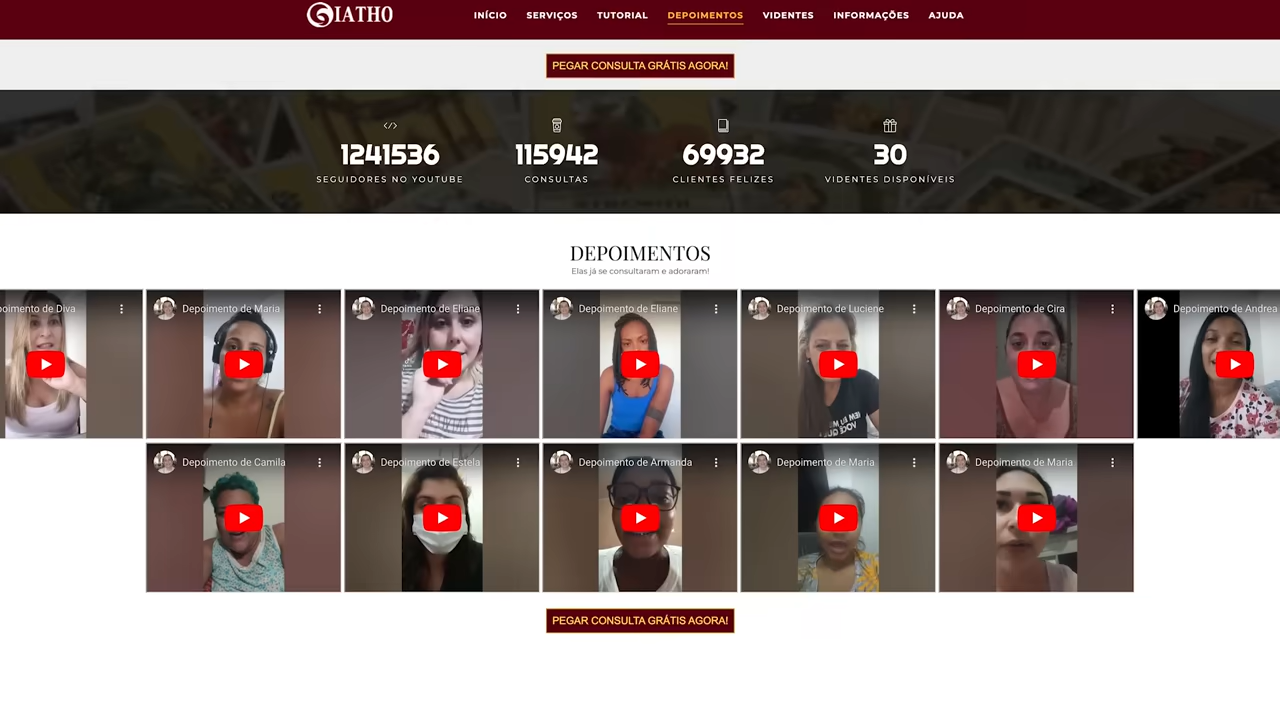 GIATHO
INÍCIO SERVIÇOS TUTORIAL DEPOIMENTOS VIDENTES INFORMAÇÕES AJUDA
PEGAR CONSULTA GRÁTIS AGORA!
1241536 115942 69932 30
SEGUIDORES NO YOUTUBE CONSULTAS CLIENTES FELIZES VIDENTES DISPONÍVEIS
DEPOIMENTOS
Elas já se consultaram e adoraram!
de Diva Depoimento de Maria Depoimento de Eliane Depoimento de Eliane Depoimento de Luciene Depoimento de Cira Depoimento de Andrea
Depoimento de Camila Depoimento de Estela Depoimento de Armanda Depoimento de Maria Depoimento de Maria
PEGAR CONSULTA GRÁTIS AGORA!